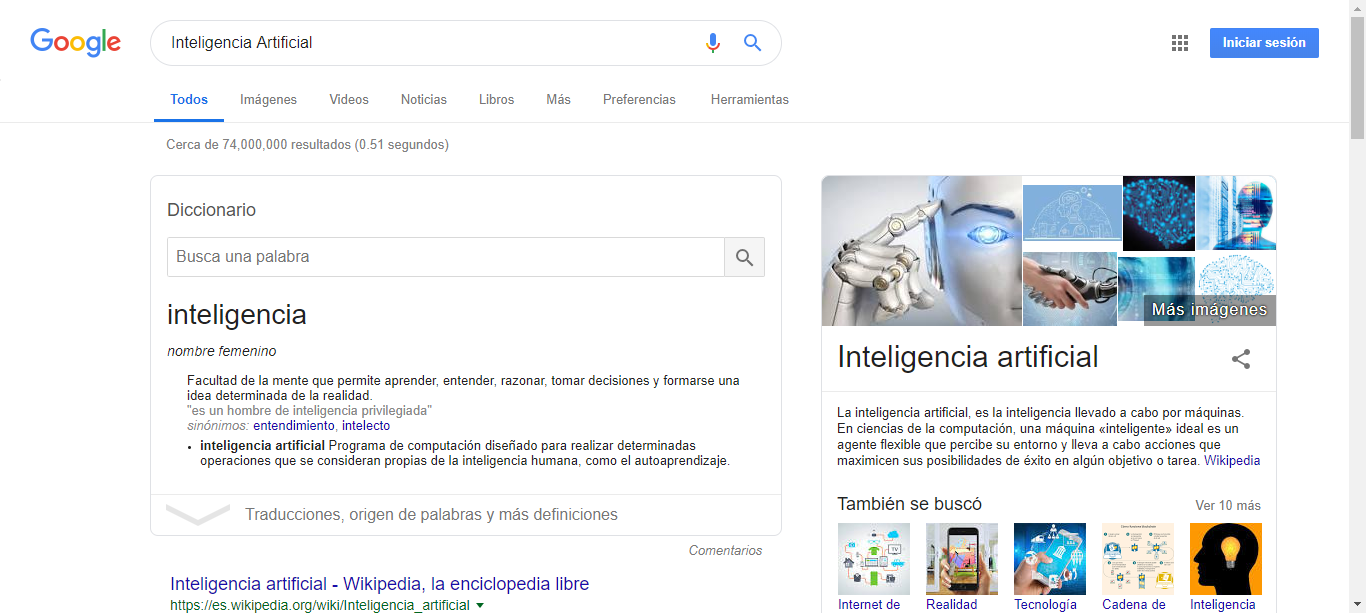 Google
Inteligencia Artificial
Iniciar sesión
Todos Imágenes Videos Noticias Libros Más Preferencias Herramientas
Cerca de 74,000,000 resultados (0.51 segundos)
Diccionario
Busca una palabra
inteligencia
nombre femenino
Facultad de la mente que permite aprender, entender, razonar, tomar decisiones y formarse una
idea determinada de la realidad.
"es un hombre de inteligencia privilegiada"
sinónimos: entendimiento, intelecto
• inteligencia artificial Programa de computación diseñado para realizar determinadas
operaciones que se consideran propias de la inteligencia humana, como el autoaprendizaje.
Traducciones, origen de palabras y más definiciones
Comentarios
Inteligencia artificial - Wikipedia, la enciclopedia libre
https://es.wikipedia.org/wiki/Inteligencia_artificial
Más imágenes
Inteligencia artificial
La inteligencia artificial, es la inteligencia llevado a cabo por máquinas.
En ciencias de la computación, una máquina «inteligente» ideal es un
agente flexible que percibe su entorno y lleva a cabo acciones que
maximicen sus posibilidades de éxito en algún objetivo o tarea. Wikipedia
También se buscó
Ver 10 más
Internet de Realidad Tecnología Cadena de Inteligencia